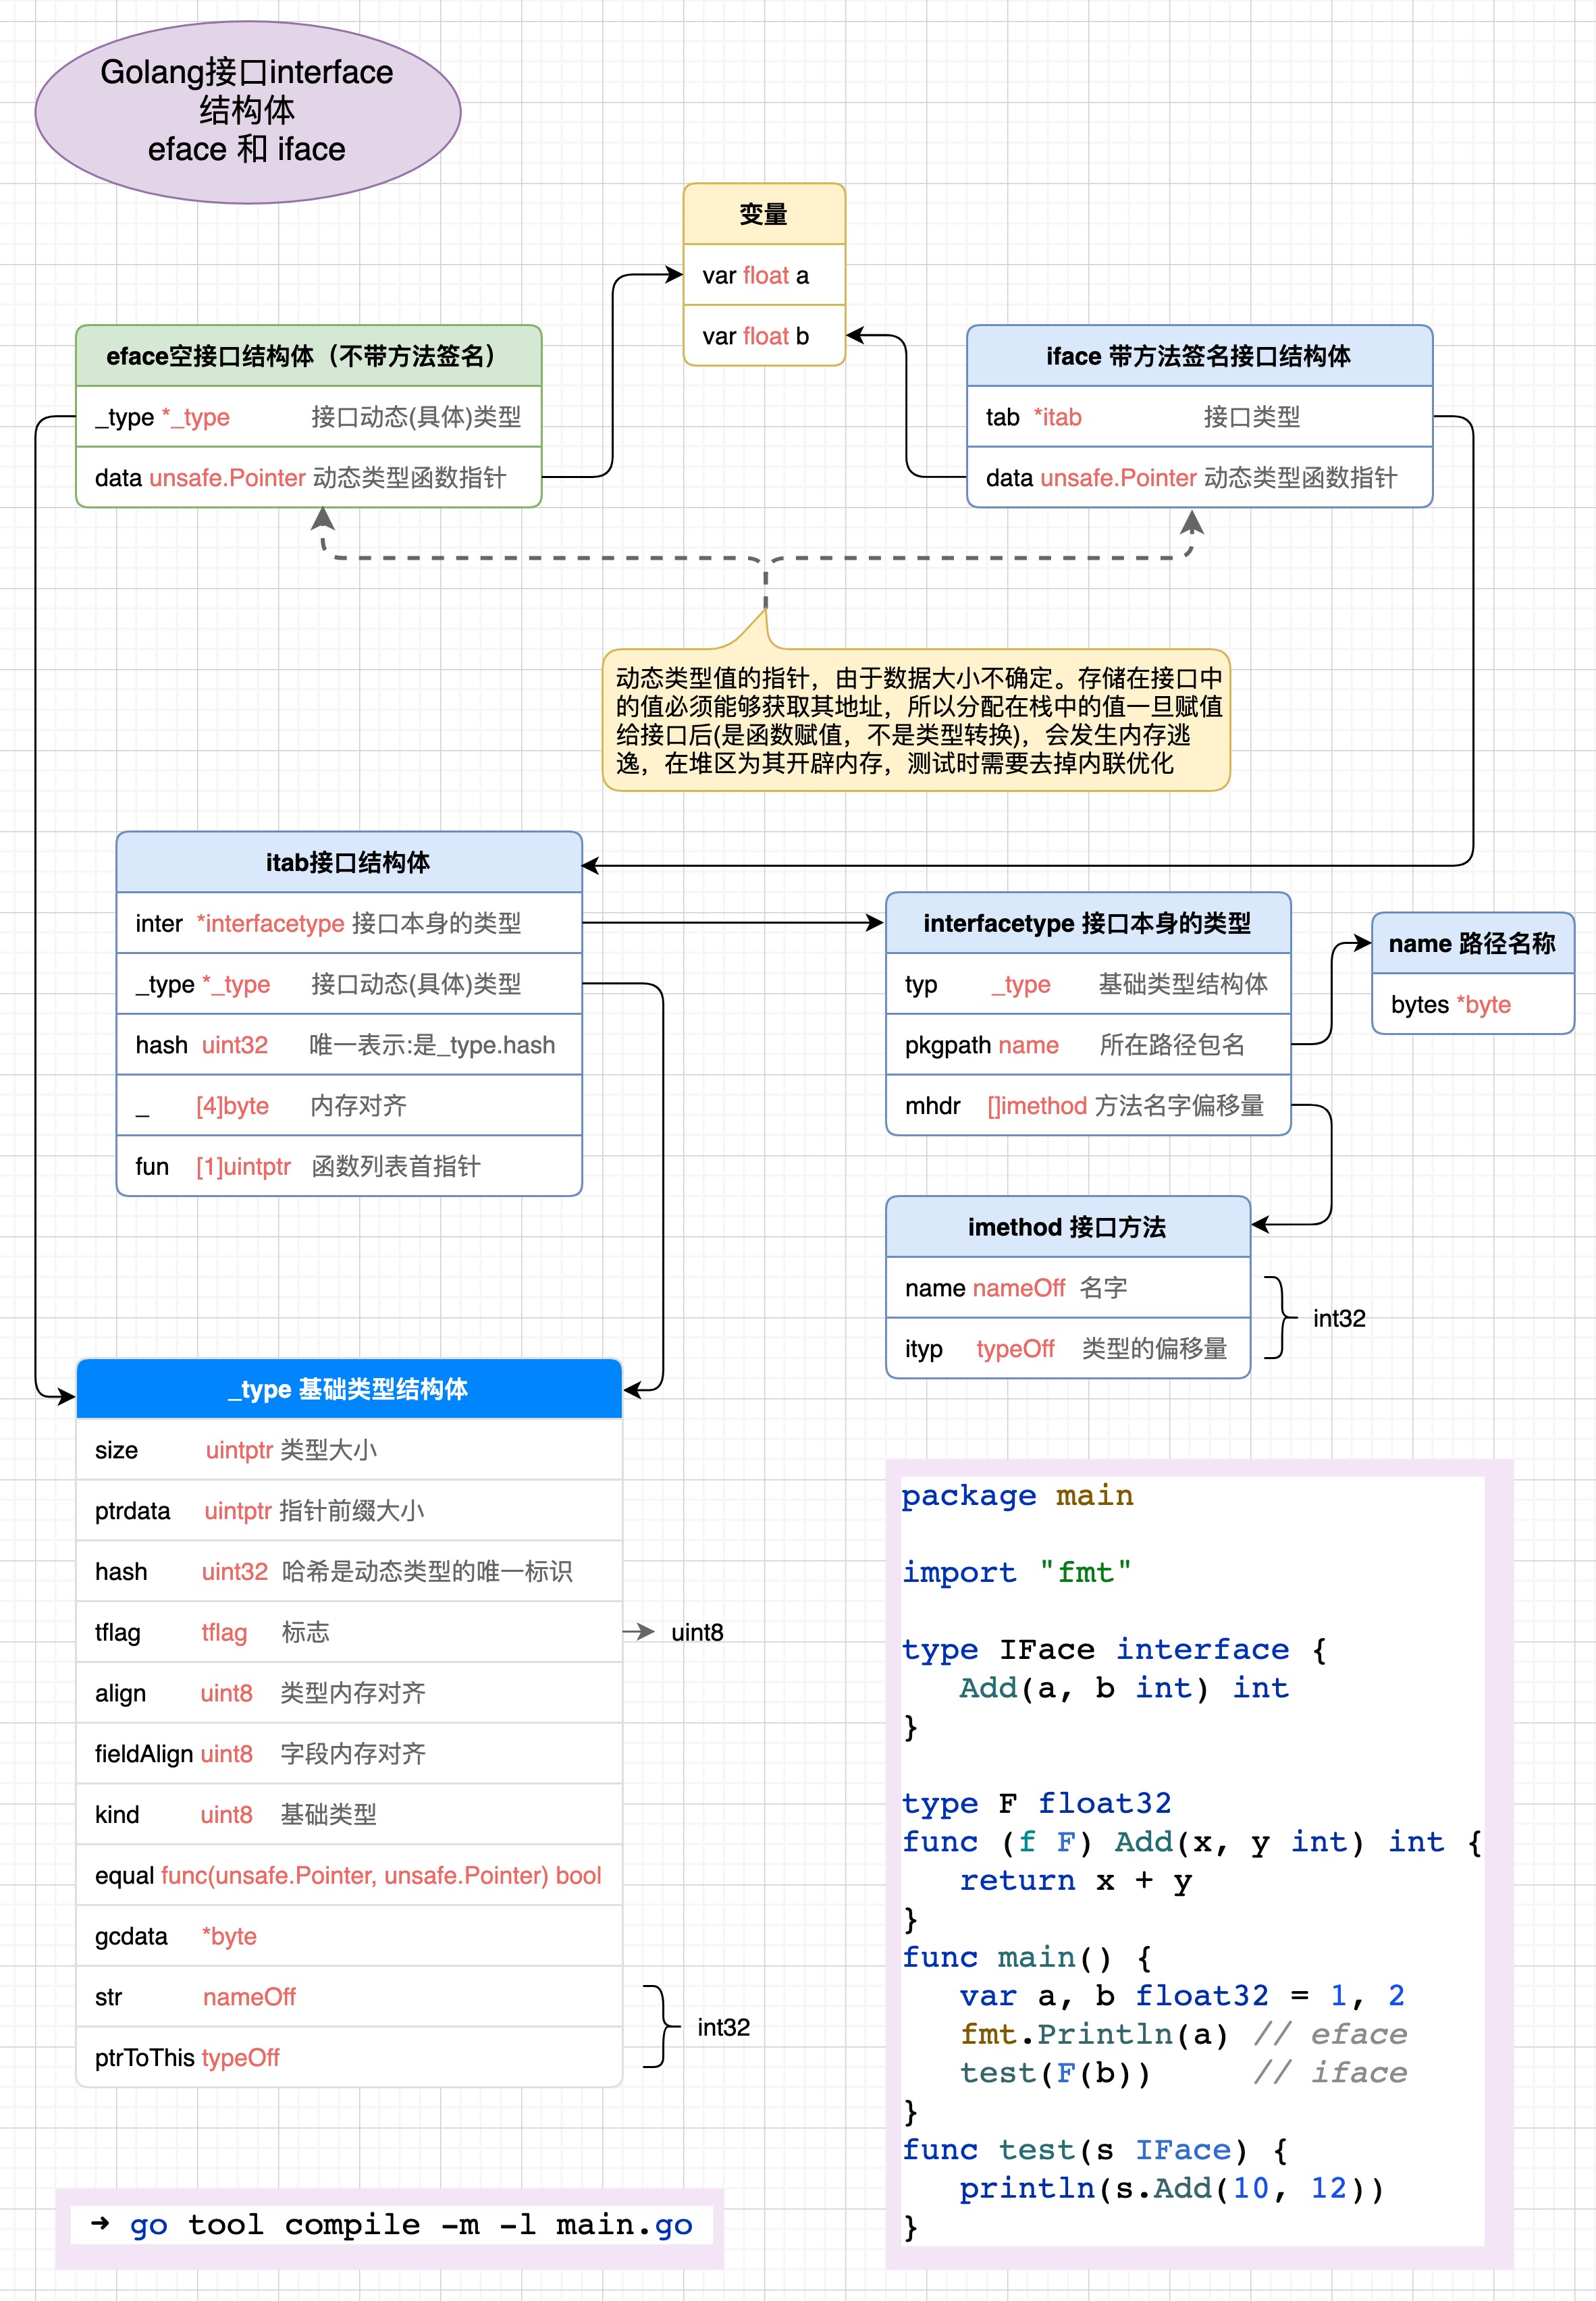 Golang接口interface
结构体
eface 和 iface
变量
var float a
var float b
eface空接口结构体（不带方法签名）
_type *_type 接口动态(具体)类型
data unsafe.Pointer 动态类型函数指针
iface 带方法签名接口结构体
tab *itab 接口类型
data unsafe.Pointer 动态类型函数指针
动态类型值的指针，由于数据大小不确定。存储在接口中
的值必须能够获取其地址，所以分配在栈中的值一旦赋值
给接口后(是函数赋值，不是类型转换)，会发生内存逃
逸，在堆区为其开辟内存，测试时需要去掉内联优化
itab接口结构体
inter *interfacetype 接口本身的类型
_type *_type 接口动态(具体)类型
hash uint32 唯一表示:是_type.hash
_ [4]byte 内存对齐
fun [1]uintptr 函数列表首指针
interfacetype 接口本身的类型
typ _type 基础类型结构体
pkgpath name 所在路径包名
mhdr []imethod 方法名字偏移量
name 路径名称
bytes *byte
imethod 接口方法
name nameOff 名字
ityp typeOff 类型的偏移量
int32
_type 基础类型结构体
size uintptr 类型大小
ptrdata uintptr 指针前缀大小
hash uint32 哈希是动态类型的唯一标识
tflag tflag 标志
uint8
align uint8 类型内存对齐
fieldAlign uint8 字段内存对齐
kind uint8 基础类型
equal func(unsafe.Pointer, unsafe.Pointer) bool
gcdata *byte
str nameOff
ptrToThis typeOff
int32
➜ go tool compile -m -l main.go
package main
import "fmt"
type IFace interface {
Add(a, b int) int
}
type F float32
func (f F) Add(x, y int) int {
return x + y
}
func main() {
var a, b float32 = 1, 2
fmt.Println(a) // eface
test(F(b)) // iface
}
func test(s IFace) {
println(s.Add(10, 12))
}